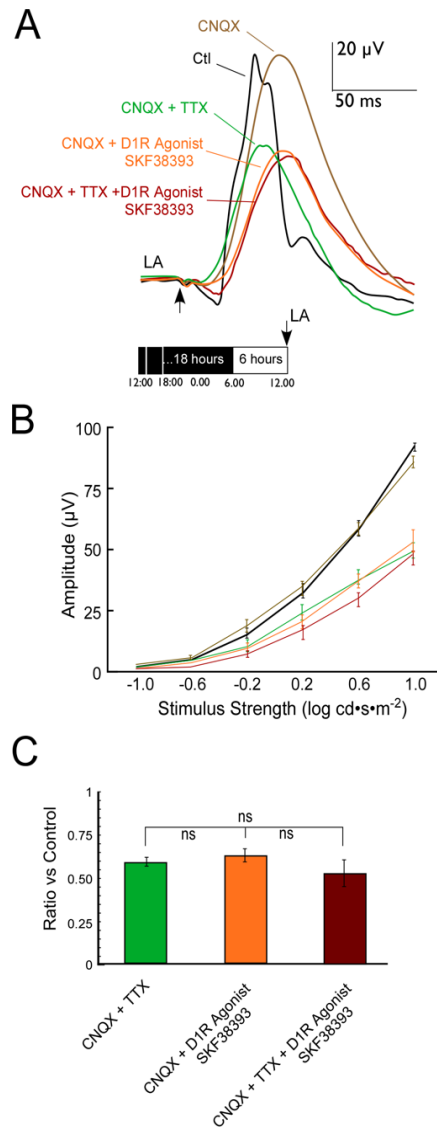 A
CNQX
Ctl
20 µV
50 ms
CNQX + TTX
CNQX + D1R Agonist
SKF38393
CNQX + TTX +D1R Agonist
SKF38393
LA
LA
...18 hours
6 hours
12:00
18:00
0.00
6.00
12.00
B
Amplitude (µV)
100
75
50
25
0
-1.0
-0.6
-0.2
0.2
0.6
1.0
Stimulus Strength (log cd•s•m-2)
C
Ratio vs Control
1
0.75
0.50
0.25
0
ns
ns
ns
CNQX + TTX
CNQX + D1R Agonist
SKF38393
CNQX + TTX + D1R Agonist
SKF38393